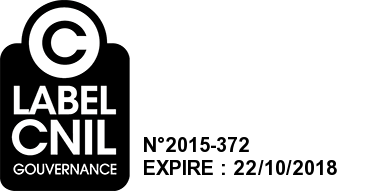 C
LABEL
CNIL
GOUVERNANCE
N°2015-372
EXPIRE : 22/10/2018